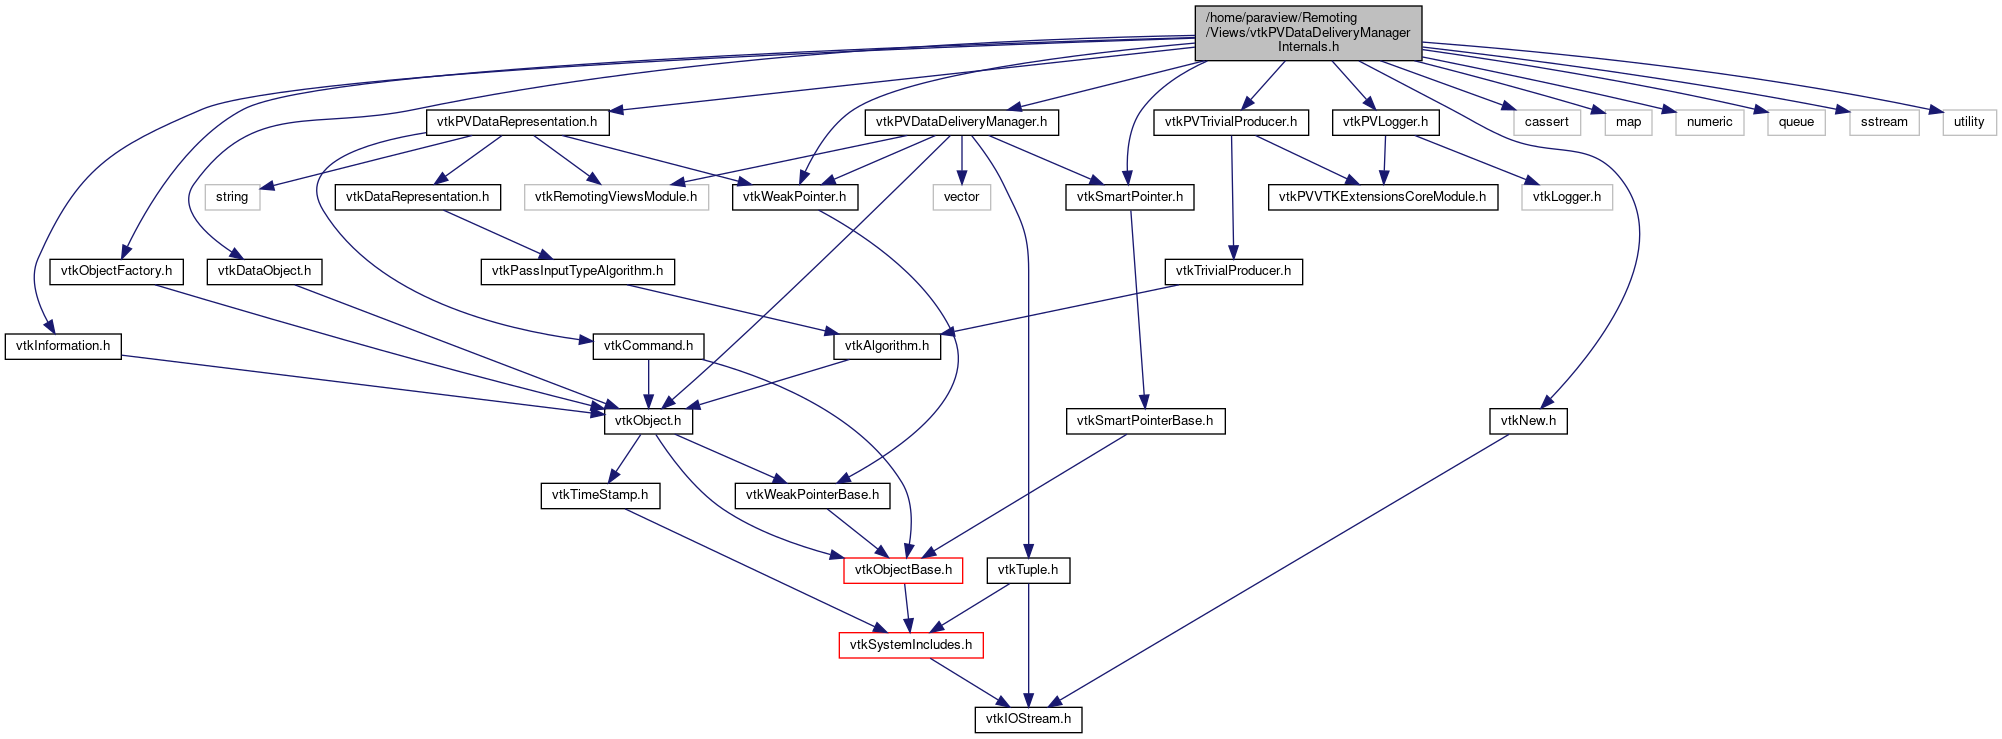 /home/paraview/Remoting
/Views/vtkPVDataDeliveryManager
Internals.h
vtkPVDataRepresentation.h
vtkPVDataDeliveryManager.h
vtkPVTrivialProducer.h
vtkPVLogger.h
cassert
map
numeric
queue
sstream
utility
string
vtkDataRepresentation.h
vtkRemotingViewsModule.h
vtkWeakPointer.h
vector
vtkSmartPointer.h
vtkPVVTKExtensionsCoreModule.h
vtkLogger.h
vtkObjectFactory.h
vtkDataObject.h
vtkPassInputTypeAlgorithm.h
vtkTrivialProducer.h
vtkInformation.h
vtkCommand.h
vtkAlgorithm.h
vtkObject.h
vtkSmartPointerBase.h
vtkNew.h
vtkTimeStamp.h
vtkWeakPointerBase.h
vtkObjectBase.h
vtkTuple.h
vtkSystemIncludes.h
vtkIOStream.h